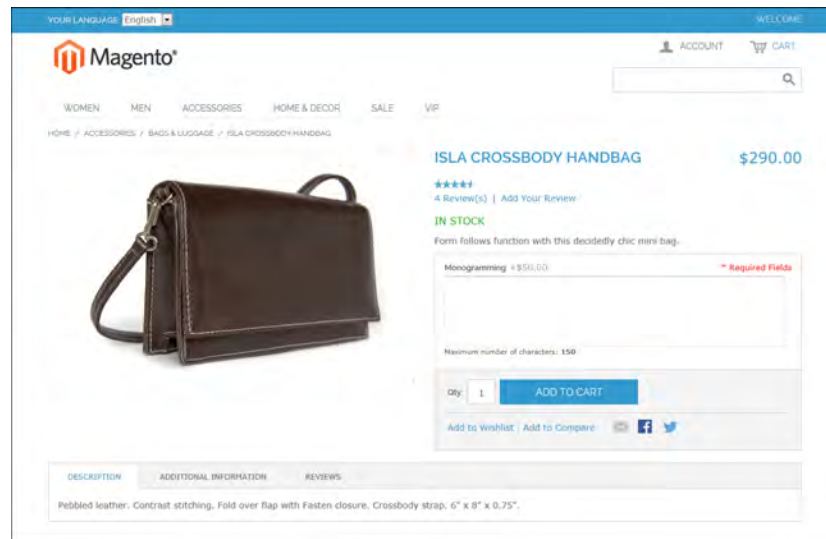 YOUR LANGUAGE: English
WELCOME
Magento®
ACCOUNT
CART
WOMEN MEN ACCESSORIES HOME & DECOR SALE VIP
HOME / ACCESSORIES / BAGS & LUGGAGE / ISLA CROSSBODY HANDBAG
ISLA CROSSBODY HANDBAG $290.00
4 Review(s) | Add Your Review
IN STOCK
Form follows function with this decidedly chic mini bag.
Monogramming +$50.00 * Required Fields
Maximum number of characters: 150
Qty: 1 ADD TO CART
Add to Wishlist | Add to Compare
DESCRIPTION ADDITIONAL INFORMATION REVIEWS
Pebbled leather. Contrast stitching. Fold over flap with Fasten closure. Crossbody strap. 6" x 8" x 0.75".